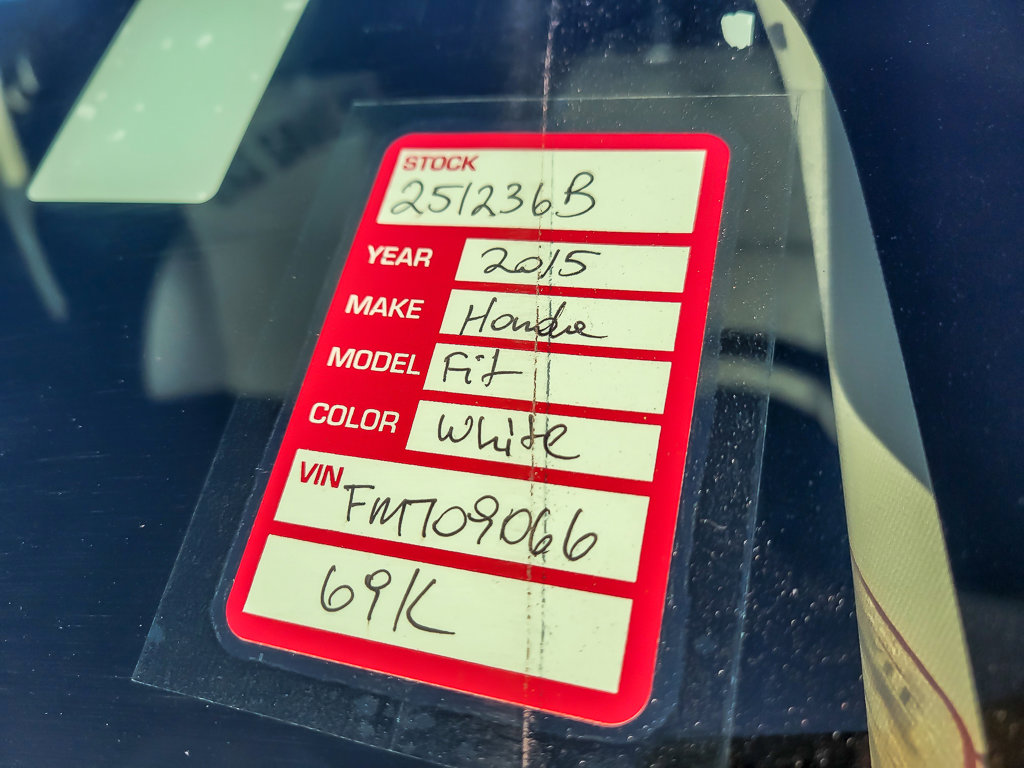 STOCK
251236B
YEAR 2015
MAKE Honda
MODEL Fit
COLOR White
VIN FM709066
69K